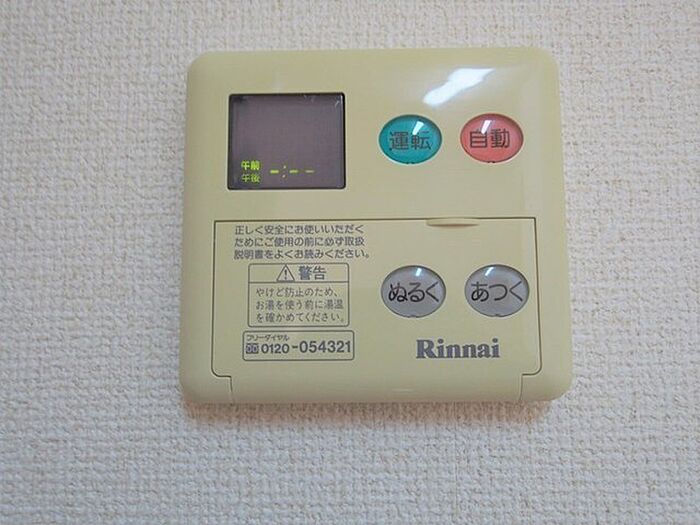 午前
午後 -:--
運転
自動
正しく安全にお使いいただく
ためにご使用の前に必ず取扱
説明書をよくお読みください。
警告
やけど防止のため、
お湯を使う前に湯温
を確かめてください。
フリーダイヤル
0120-054321
ぬるく
あつく
Rinnai